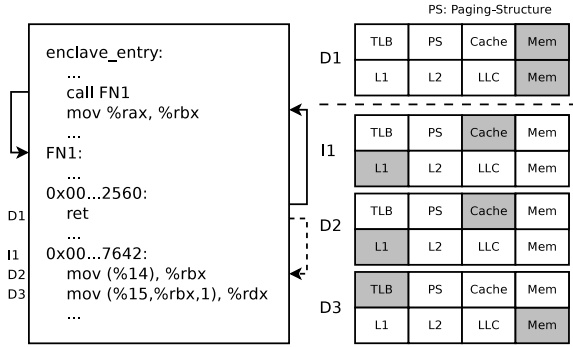 PS: Paging-Structure
enclave_entry:
...
call FN1
mov %rax, %rbx
...
FN1:
...
0x00...2560:
D1 ret
...
I1 0x00...7642:
D2 mov (%14), %rbx
D3 mov (%15,%rbx,1), %rdx
...
D1
TLB PS Cache Mem
L1 L2 LLC Mem
I1
TLB PS Cache Mem
L1 L2 LLC Mem
D2
TLB PS Cache Mem
L1 L2 LLC Mem
D3
TLB PS Cache Mem
L1 L2 LLC Mem